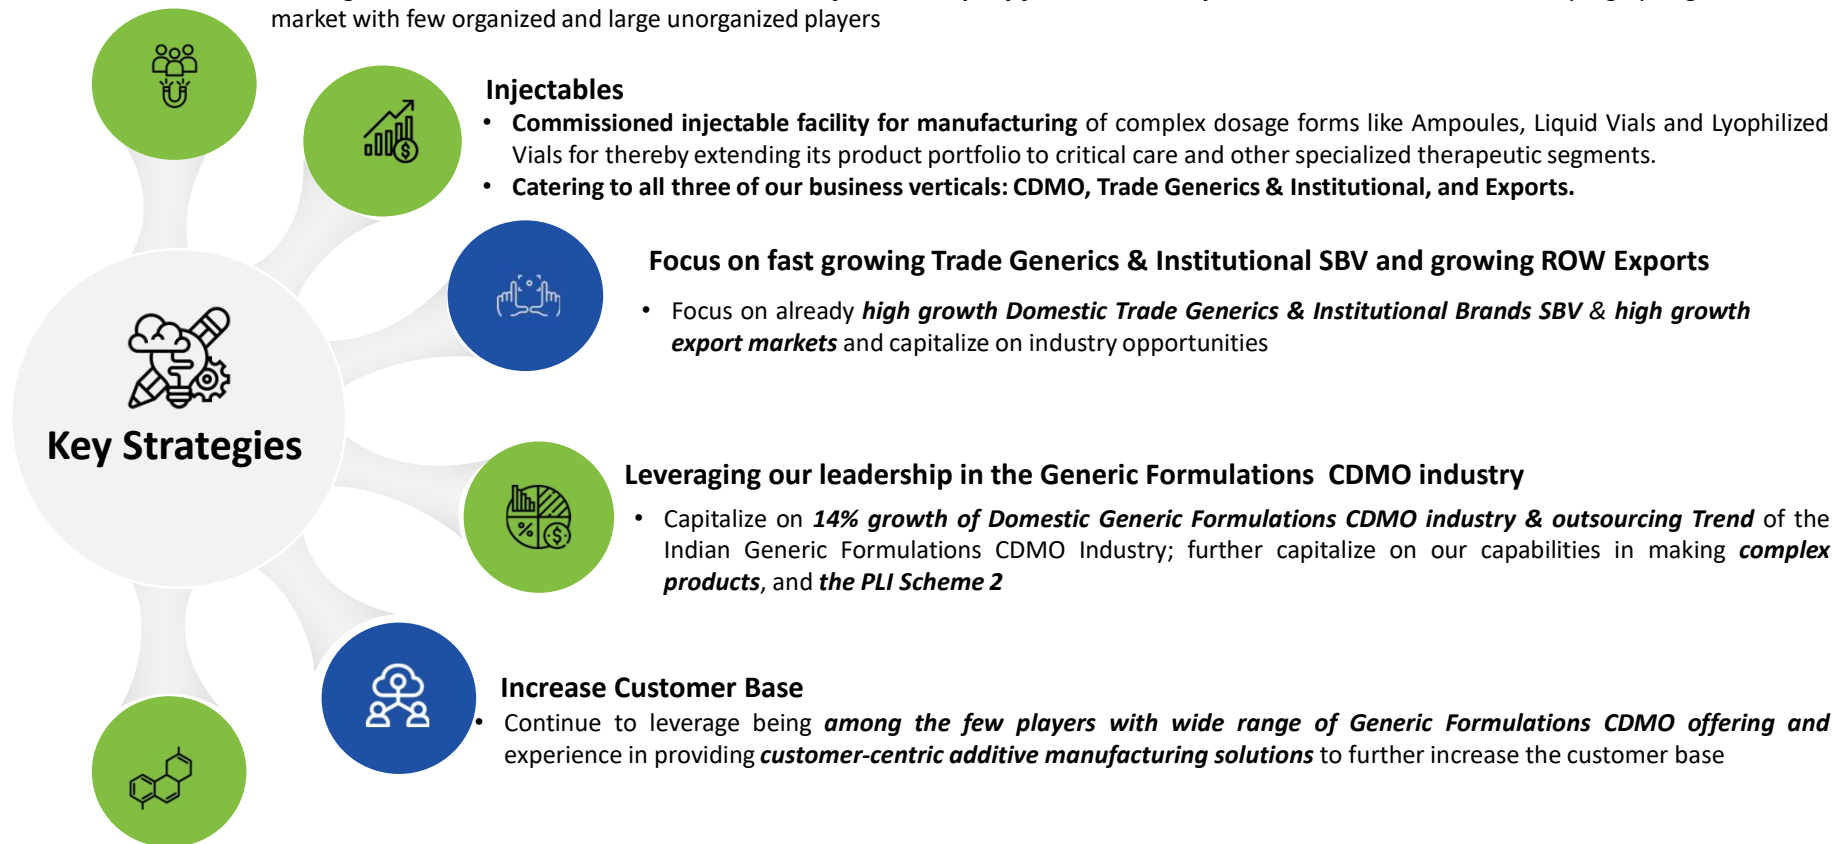 market with few organized and large unorganized players
Injectables
• Commissioned injectable facility for manufacturing of complex dosage forms like Ampoules, Liquid Vials and Lyophilized
Vials for thereby extending its product portfolio to critical care and other specialized therapeutic segments.
• Catering to all three of our business verticals: CDMO, Trade Generics & Institutional, and Exports.
Focus on fast growing Trade Generics & Institutional SBV and growing ROW Exports
• Focus on already high growth Domestic Trade Generics & Institutional Brands SBV & high growth
export markets and capitalize on industry opportunities
Key Strategies
Leveraging our leadership in the Generic Formulations CDMO industry
• Capitalize on 14% growth of Domestic Generic Formulations CDMO industry & outsourcing Trend of the
Indian Generic Formulations CDMO Industry; further capitalize on our capabilities in making complex
products, and the PLI Scheme 2
Increase Customer Base
• Continue to leverage being among the few players with wide range of Generic Formulations CDMO offering and
experience in providing customer-centric additive manufacturing solutions to further increase the customer base